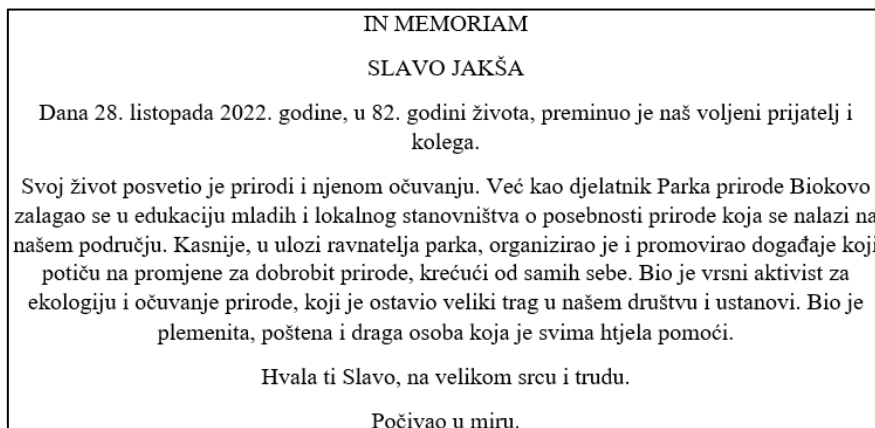 IN MEMORIAM
SLAVO JAKŠA
Dana 28. listopada 2022. godine, u 82. godini života, preminuo je naš voljeni prijatelj i
kolega.
Svoj život posvetio je prirodi i njenom očuvanju. Već kao djelatnik Parka prirode Biokovo
zalagao se u edukaciju mladih i lokalnog stanovništva o posebnosti prirode koja se nalazi na
našem području. Kasnije, u ulozi ravnatelja parka, organizirao je i promovirao događaje koji
potiču na promjene za dobrobit prirode, krećući od samih sebe. Bio je vrsni aktivist za
ekologiju i očuvanje prirode, koji je ostavio veliki trag u našem društvu i ustanovi. Bio je
plemenita, poštena i draga osoba koja je svima htjela pomoći.
Hvala ti Slavo, na velikom srcu i trudu.
Počivao u miru.